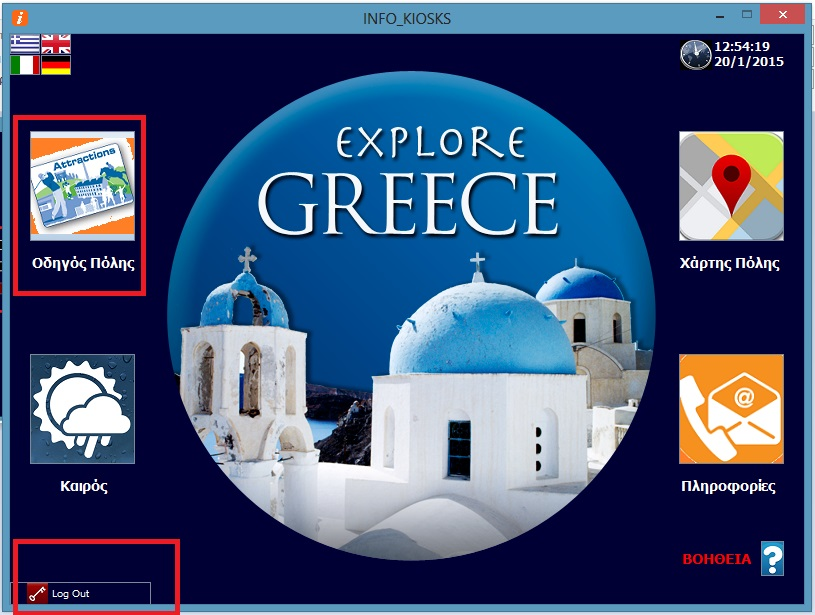 INFO_KIOSKS
12:54:19
20/1/2015
EXPLORE
GREECE
Attractions
Οδηγός Πόλης
Χάρτης Πόλης
@
Καιρός
Πληροφορίες
ΒΟΗΘΕΙΑ ?
Log Out